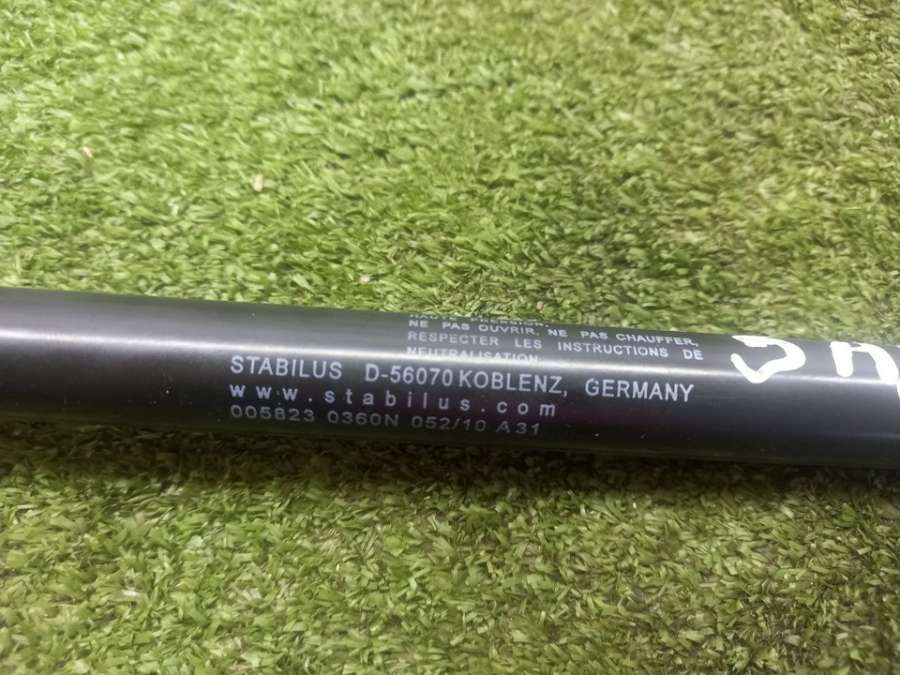 NE PAS OUVRIR, NE PAS CHAUFFER,
RESPECTER LES INSTRUCTIONS DE
NEUTRALISATION
STABILUS D-56070 KOBLENZ, GERMANY
www.stabilus.com
005823 0360N 052/10 A31